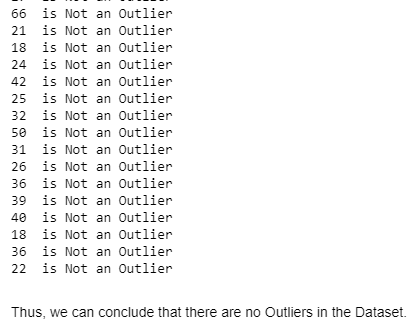 66 is Not an Outlier
21 is Not an Outlier
18 is Not an Outlier
24 is Not an Outlier
42 is Not an Outlier
25 is Not an Outlier
32 is Not an Outlier
50 is Not an Outlier
31 is Not an Outlier
26 is Not an Outlier
36 is Not an Outlier
39 is Not an Outlier
40 is Not an Outlier
18 is Not an Outlier
36 is Not an Outlier
22 is Not an Outlier
Thus, we can conclude that there are no Outliers in the Dataset.